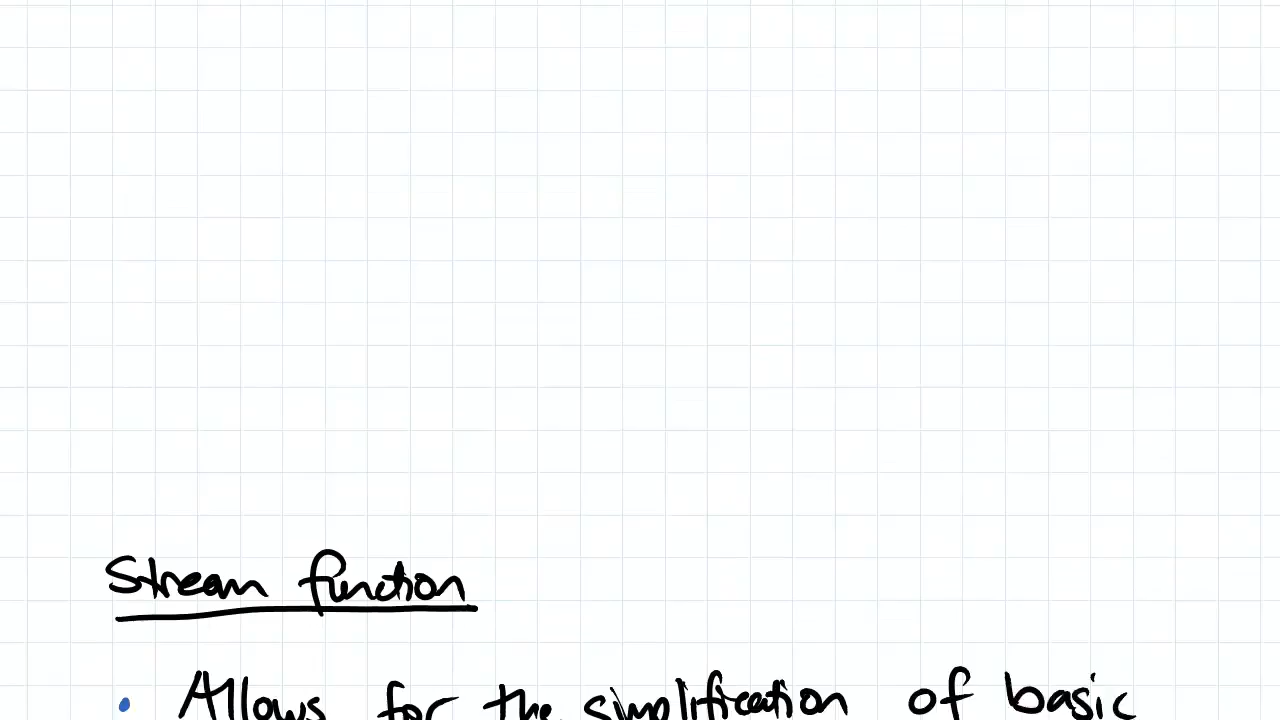 Stream function
• Allows for the simplification of basic